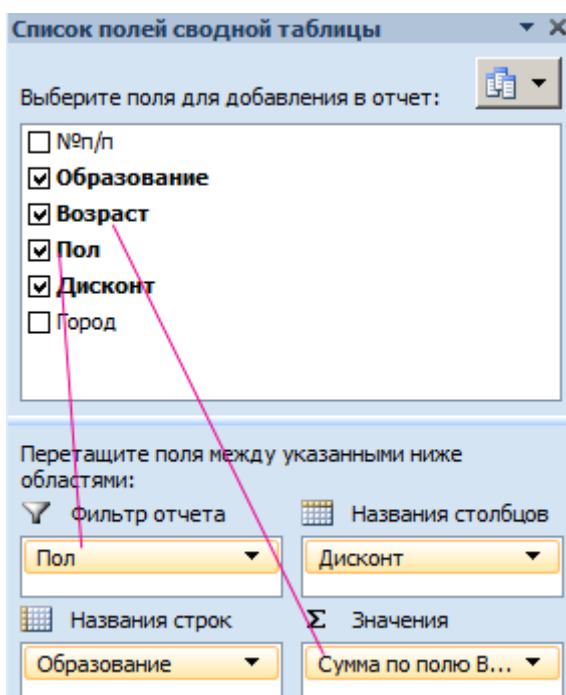 Список полей сводной таблицы
Выберите поля для добавления в отчет:
№п/п
Образование
Возраст
Пол
Дисконт
Город
Перетащите поля между указанными ниже
областями:
Фильтр отчета
Названия столбцов
Пол
Дисконт
Названия строк
Σ Значения
Образование
Сумма по полю В...